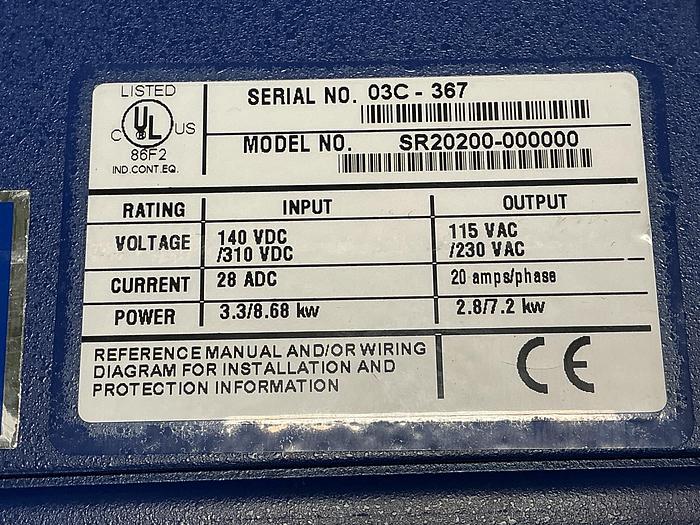 LISTED
C UL US
86F2
IND.CONT.EQ.
SERIAL NO. 03C - 367
MODEL NO. SR20200-000000
RATING INPUT OUTPUT
VOLTAGE 140 VDC /310 VDC 115 VAC /230 VAC
CURRENT 28 ADC 20 amps/phase
POWER 3.3/8.68 kw 2.8/7.2 kw
REFERENCE MANUAL AND/OR WIRING
DIAGRAM FOR INSTALLATION AND
PROTECTION INFORMATION
CE